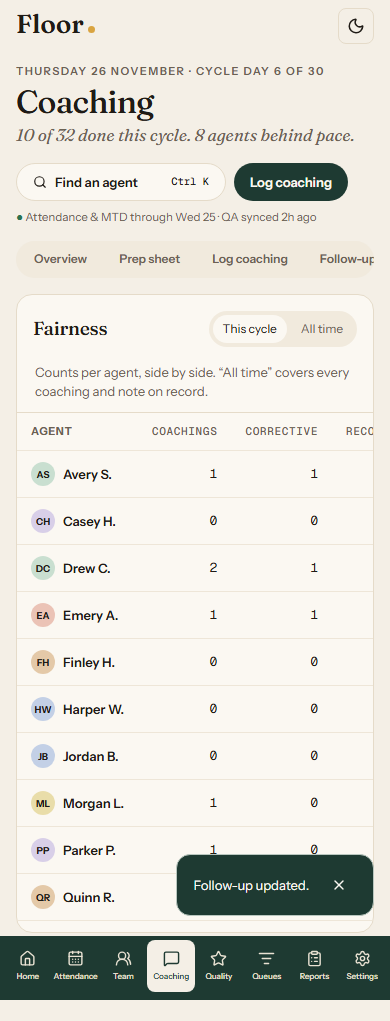 Floor
THURSDAY 26 NOVEMBER · CYCLE DAY 6 OF 30
Coaching
10 of 32 done this cycle. 8 agents behind pace.
Find an agent Ctrl K Log coaching
Attendance & MTD through Wed 25 · QA synced 2h ago
Overview Prep sheet Log coaching Follow-up
Fairness This cycle All time
Counts per agent, side by side. “All time” covers every
coaching and note on record.
AGENT COACHINGS CORRECTIVE RECO
AS Avery S. 1 1
CH Casey H. 0 0
DC Drew C. 2 1
EA Emery A. 1 1
FH Finley H. 0 0
HW Harper W. 0 0
JB Jordan B. 0 0
ML Morgan L. 1 0
PP Parker P. 1 0
QR Quinn R.
Follow-up updated.
Home Attendance Team Coaching Quality Queues Reports Settings